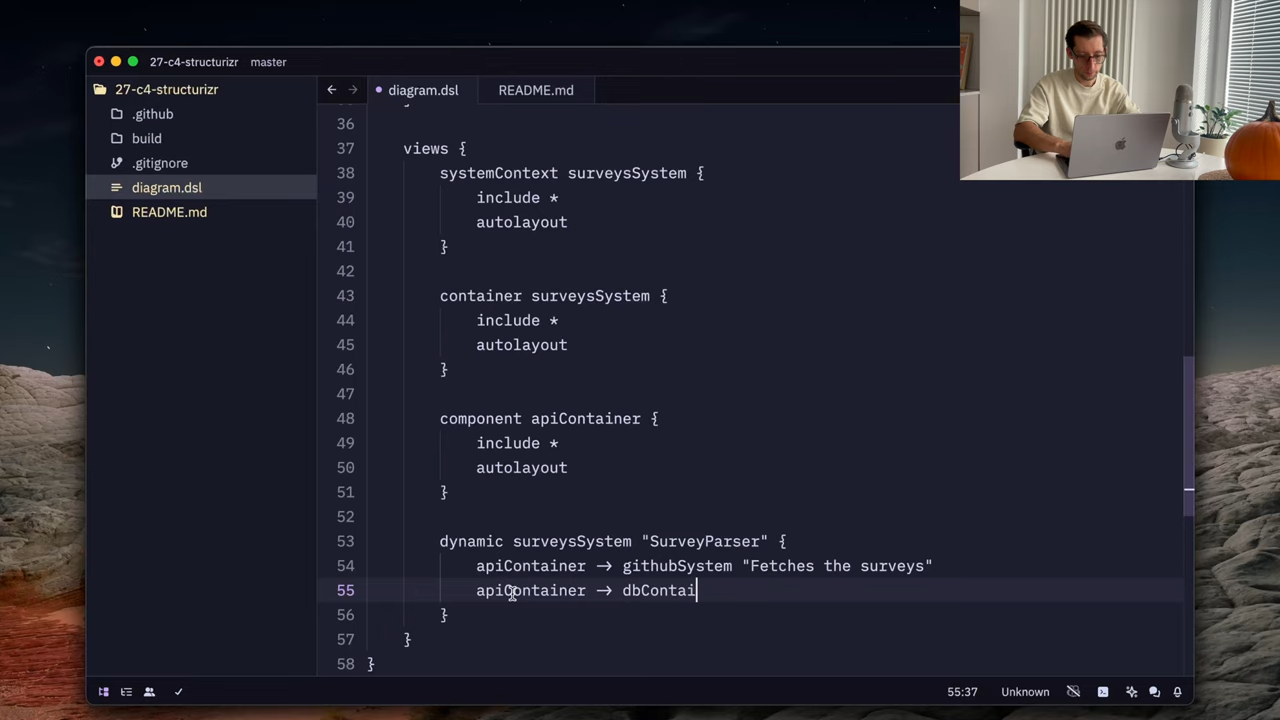 27-c4-structurizr master
27-c4-structurizr
.github
build
.gitignore
diagram.dsl
README.md
diagram.dsl
README.md
36
37 views {
38 systemContext surveysSystem {
39 include *
40 autolayout
41 }
42
43 container surveysSystem {
44 include *
45 autolayout
46 }
47
48 component apiContainer {
49 include *
50 autolayout
51 }
52
53 dynamic surveysSystem "SurveyParser" {
54 apiContainer -> githubSystem "Fetches the surveys"
55 apiContainer -> dbContai
56 }
57 }
58 }
55:37 Unknown